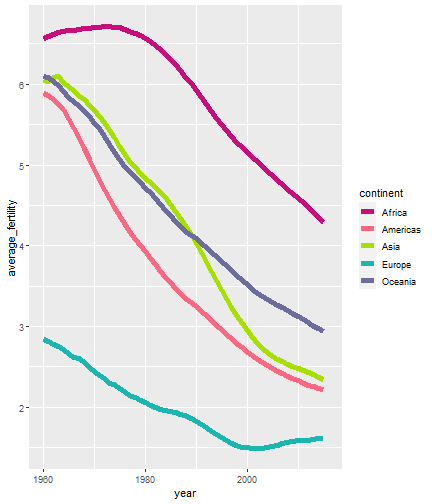 average_fertility
6
5
4
3
2
1960
1980
2000
year
continent
Africa
Americas
Asia
Europe
Oceania